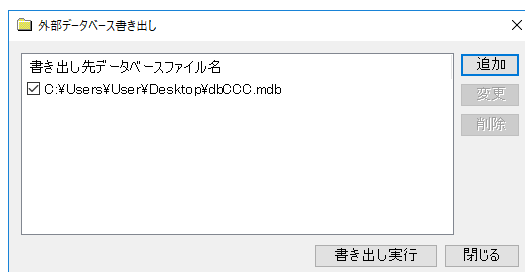 外部データベース書き出し
書き出し先データベースファイル名
C:¥Users¥User¥Desktop¥dbCCC.mdb
追加
変更
削除
書き出し実行
閉じる